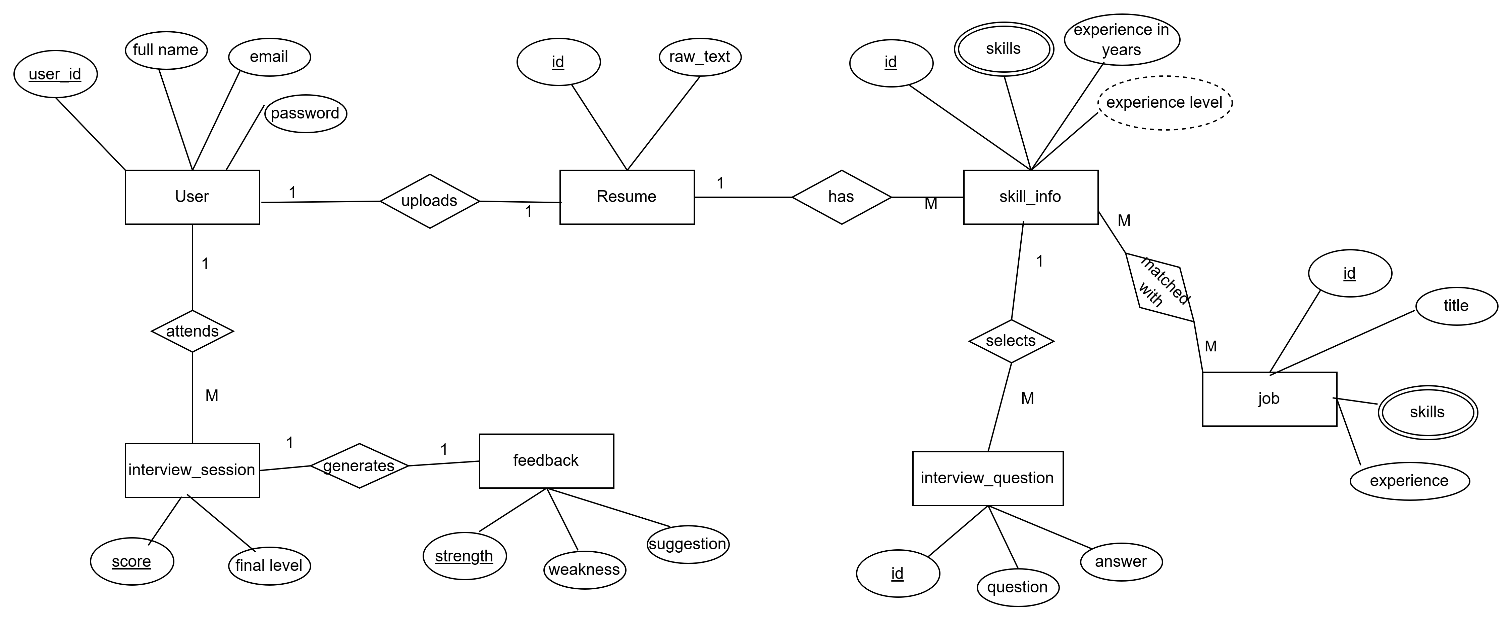 user_id
full name
email
password
id
raw_text
id
skills
experience in
years
experience level
User
1
uploads
1
Resume
1
has
M
skill_info
M
matched
with
M
1
attends
M
1
selects
M
id
title
job
skills
experience
interview_session
1
generates
1
feedback
interview_question
score
final level
strength
weakness
suggestion
id
question
answer